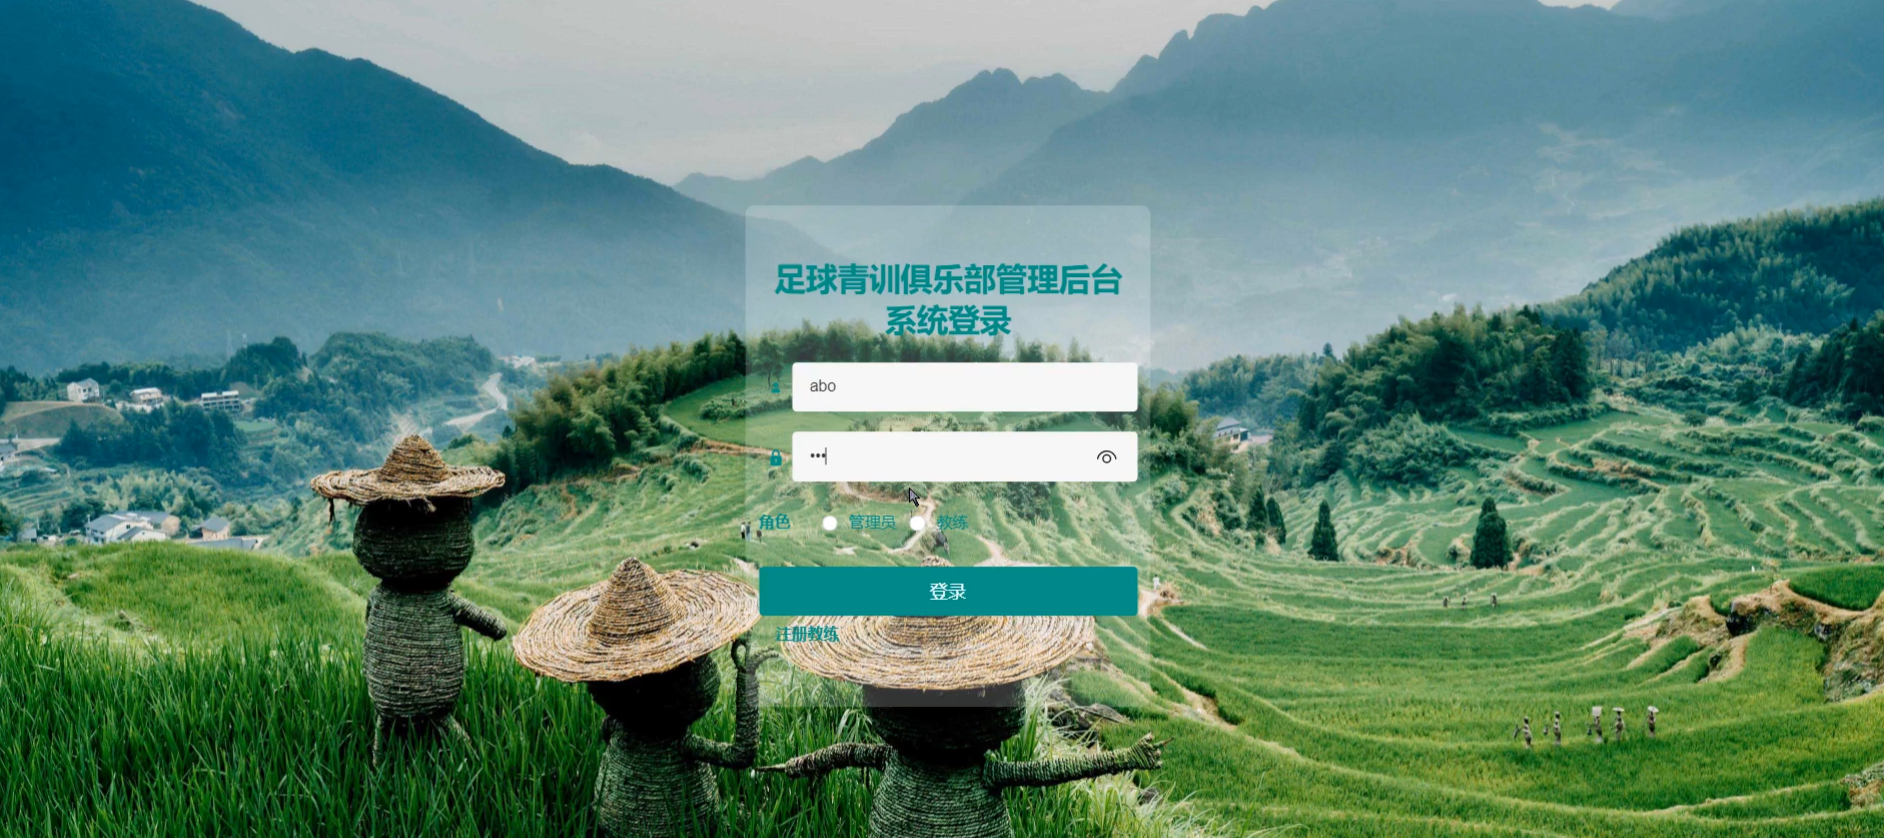 足球青训俱乐部管理后台
系统登录
abo
•••
角色 管理员 教练
登录
注册教练